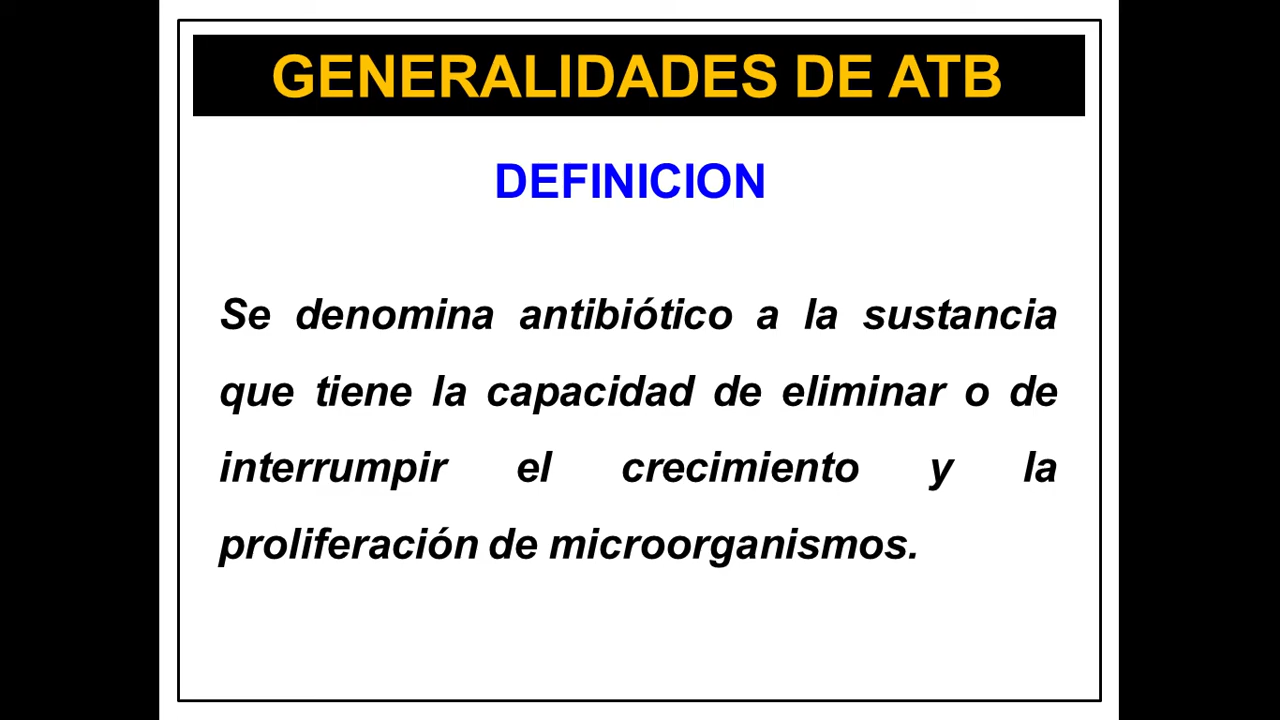 GENERALIDADES DE ATB
DEFINICION
Se denomina antibiótico a la sustancia
que tiene la capacidad de eliminar o de
interrumpir el crecimiento y la
proliferación de microorganismos.